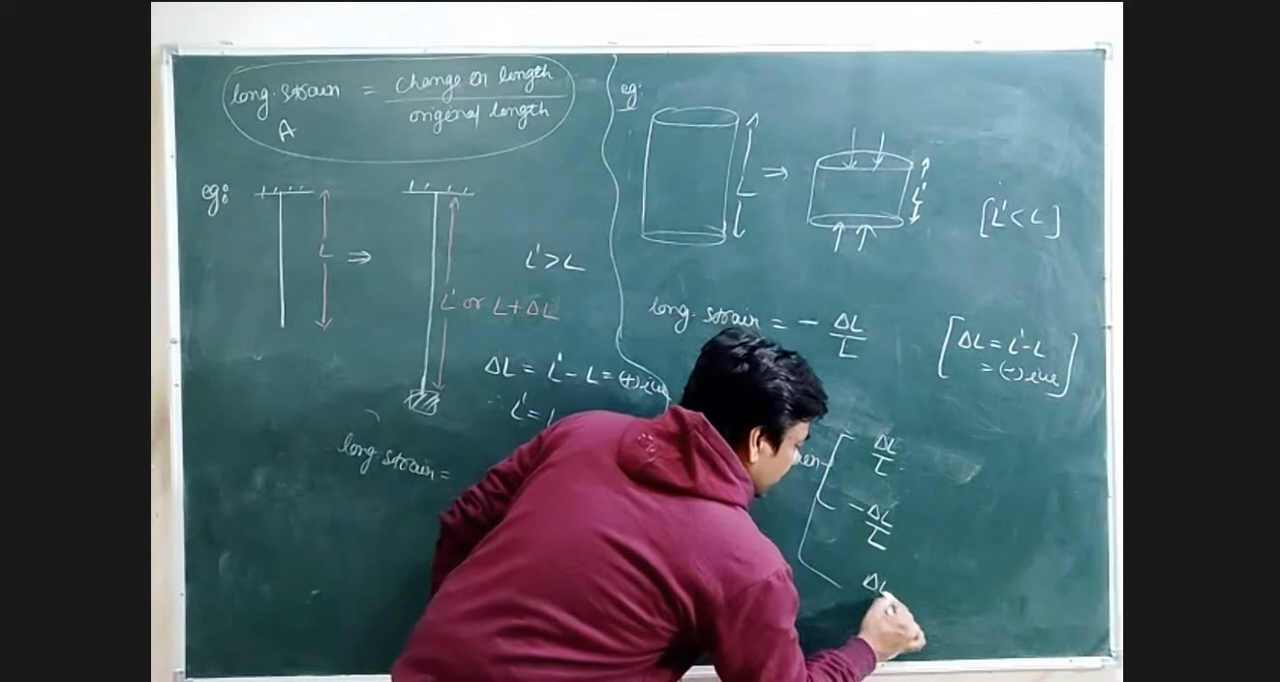 long. strain = change in length
original length
A
eg:
L
⇒
L' or L+ΔL
L' > L
ΔL = L' - L = (+)ive
L' =
long strain =
eg:
L
⇒
L'
[L' < L]
long. strain = - ΔL
L
[ΔL = L' - L
= (-) ive]
ΔL
L
- ΔL
L
ΔL